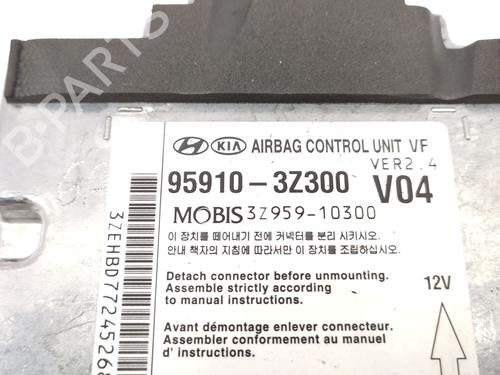 HYUNDAI KIA AIRBAG CONTROL UNIT VF
VER2.4
95910-3Z300 V04
MOBIS 3Z959-10300
이 장치를 떼어내기 전에 커넥터를 분리 시키시오.
안내 책자의 지침에 따라서만 이 장치를 조립하십시오.
Detach connector before unmounting.
Assemble strictly according
to manual instructions.
12V
Avant démontage enlever connecteur.
Assembler conformement au manuel
d' instructions.
3ZEHBD77245268
B-PARTS